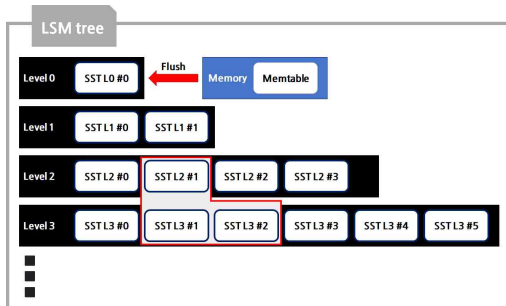 LSM tree
Flush
Level 0 SST L0 #0 Memory Memtable
Level 1 SST L1 #0 SST L1 #1
Level 2 SST L2 #0 SST L2 #1 SST L2 #2 SST L2 #3
Level 3 SST L3 #0 SST L3 #1 SST L3 #2 SST L3 #3 SST L3 #4 SST L3 #5